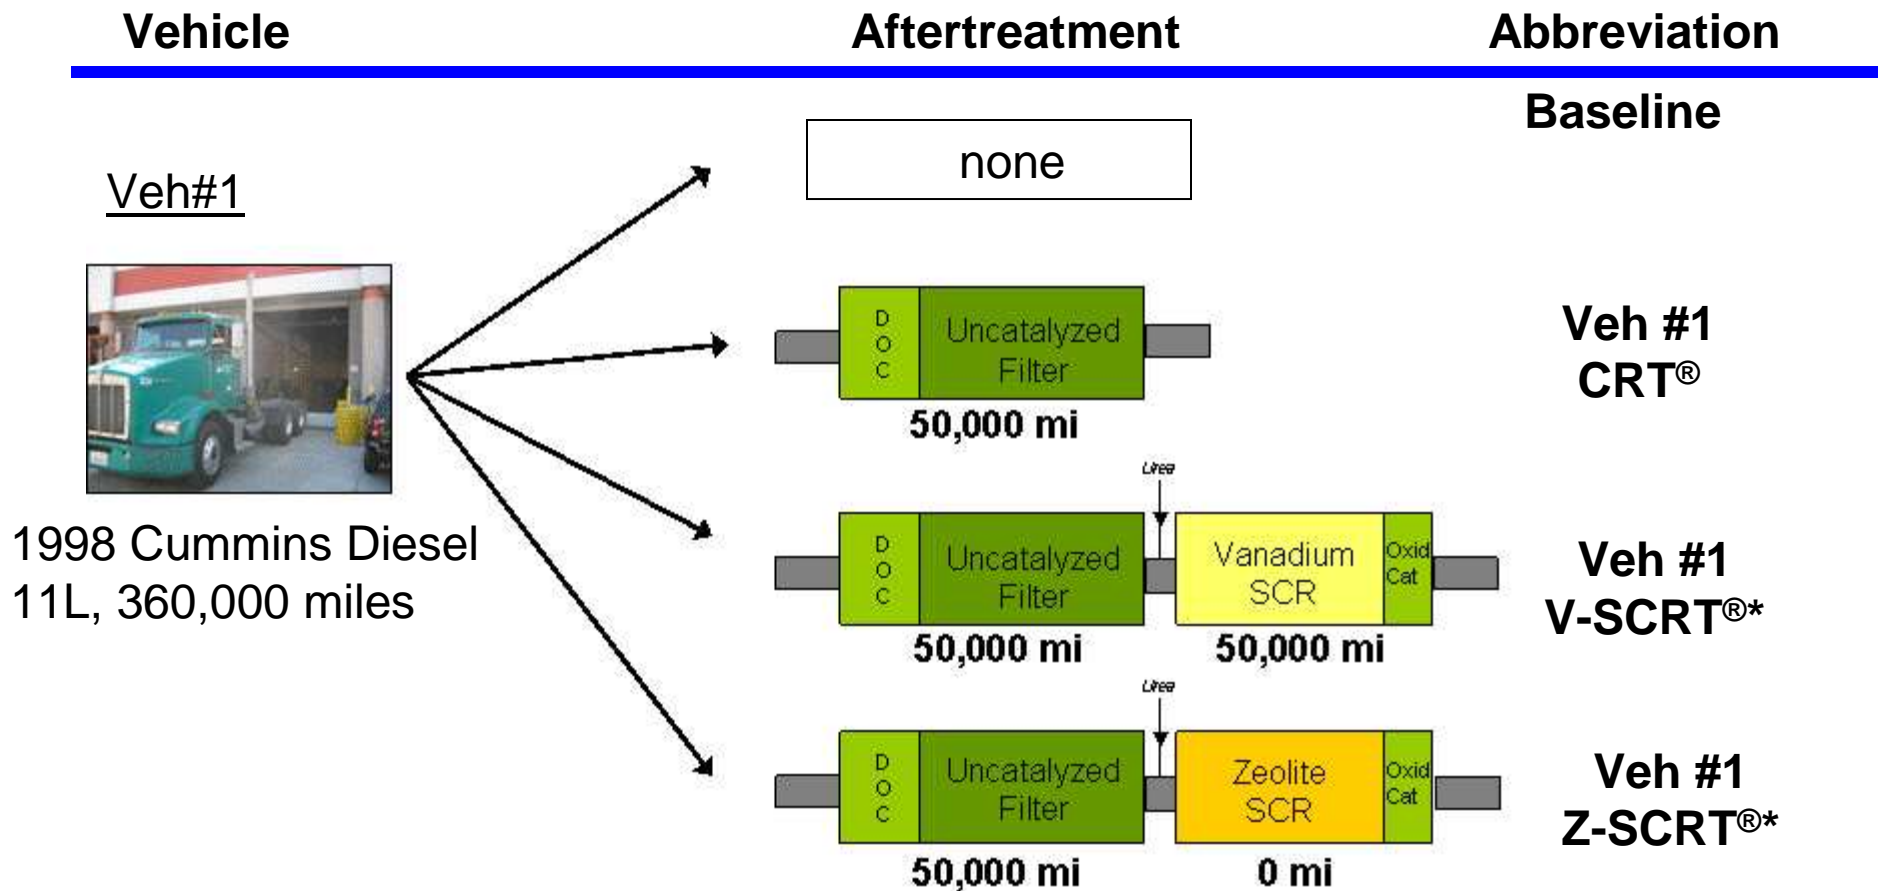 Vehicle Aftertreatment Abbreviation
Baseline
none
Veh#1
D
O
C
Uncatalyzed
Filter
50,000 mi
Veh #1
CRT®
1998 Cummins Diesel
11L, 360,000 miles
Urea
D
O
C
Uncatalyzed
Filter
Vanadium
SCR
Oxid
Cat
50,000 mi 50,000 mi
Veh #1
V-SCRT®*
Urea
D
O
C
Uncatalyzed
Filter
Zeolite
SCR
Oxid
Cat
50,000 mi 0 mi
Veh #1
Z-SCRT®*